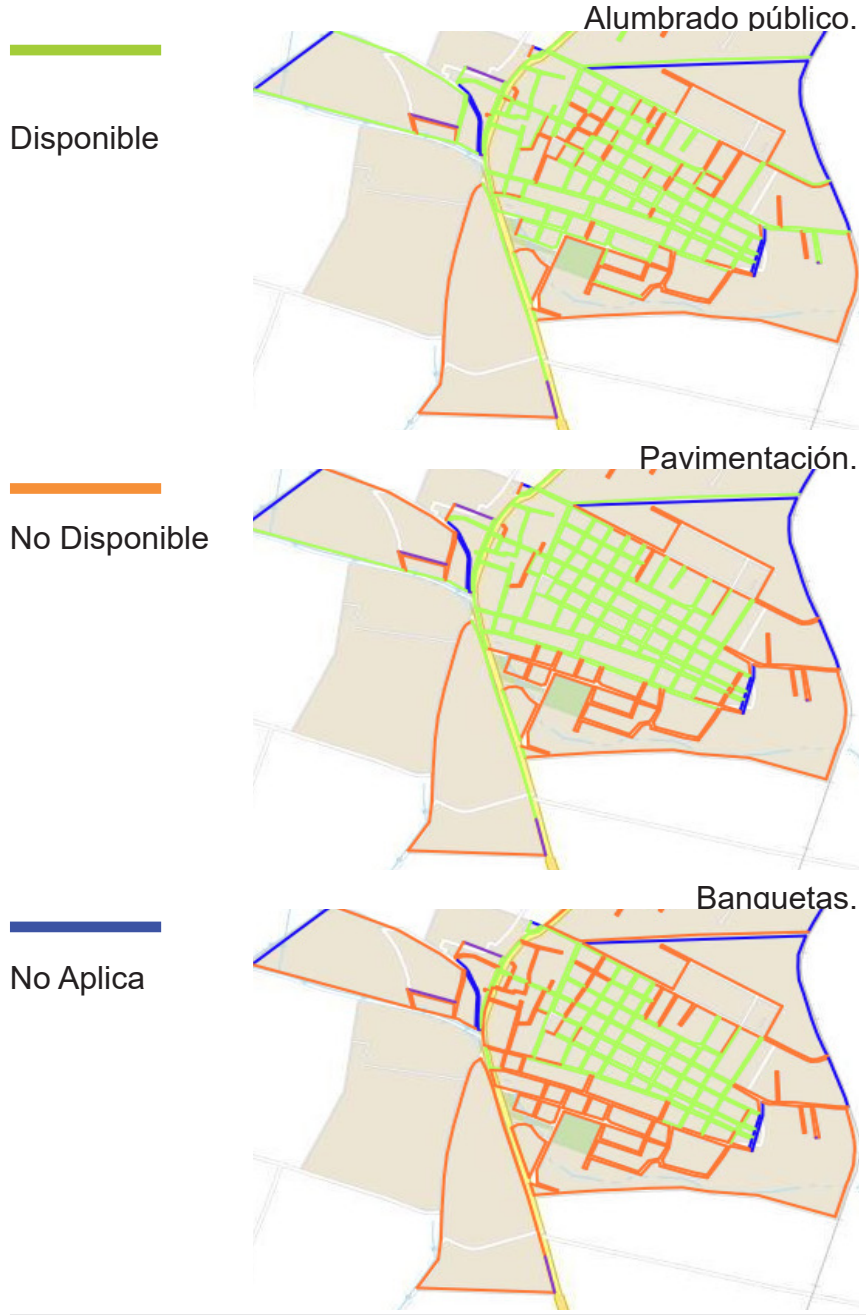 Alumbrado público.
Disponible
Pavimentación.
No Disponible
Banquetas.
No Aplica